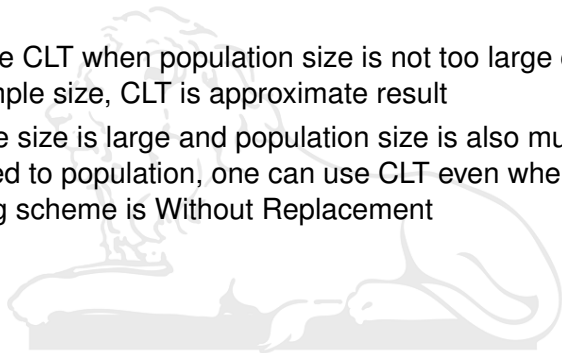 e CLT when population size is not too large
ple size, CLT is approximate result
e size is large and population size is also mu
ed to population, one can use CLT even whe
g scheme is Without Replacement